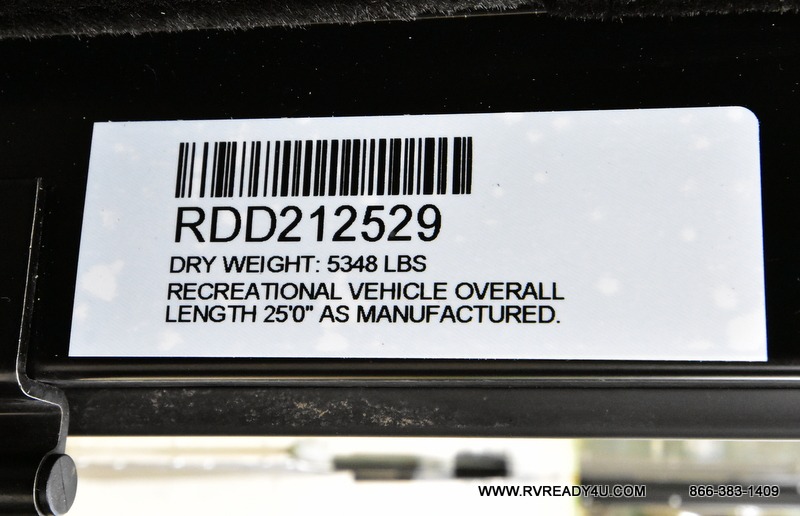 RDD212529
DRY WEIGHT: 5348 LBS
RECREATIONAL VEHICLE OVERALL
LENGTH 25'0" AS MANUFACTURED.
WWW.RVREADY4U.COM 866-383-1409